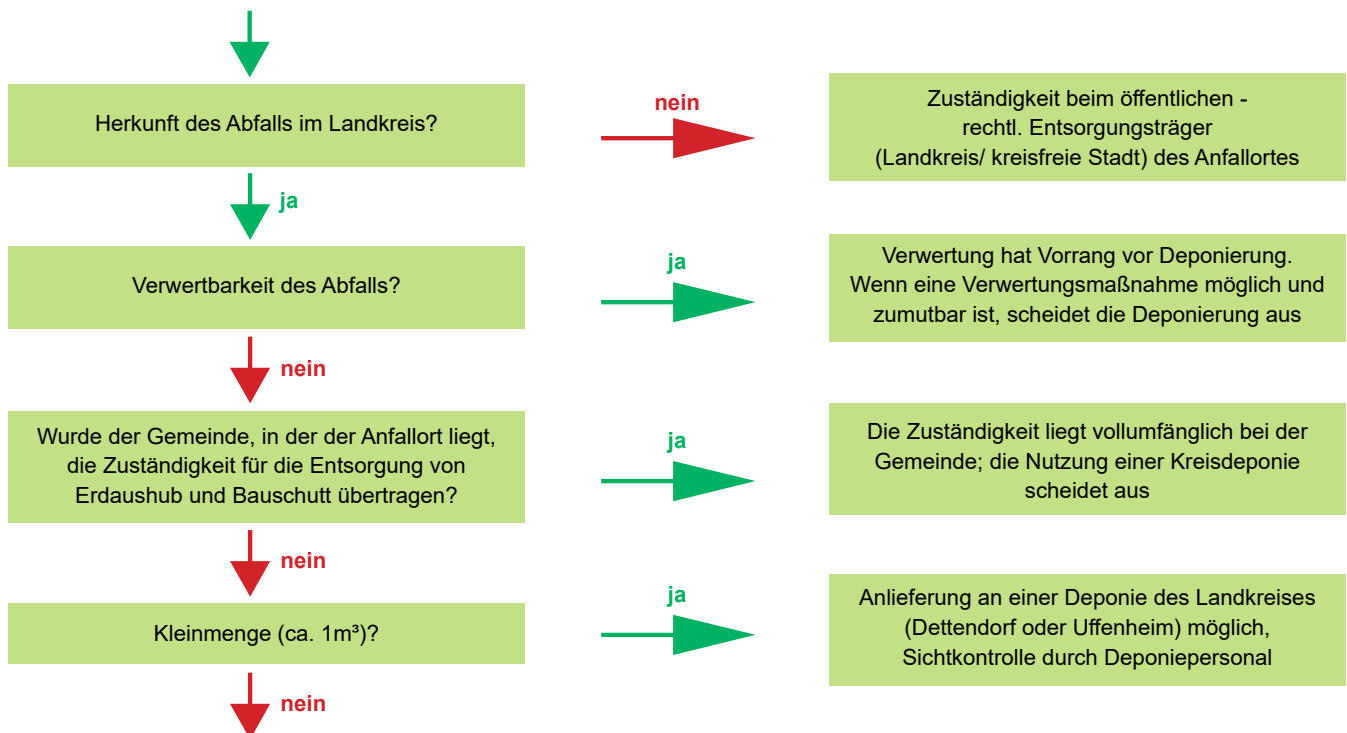 Herkunft des Abfalls im Landkreis?
nein
Zuständigkeit beim öffentlichen -
rechtl. Entsorgungsträger
(Landkreis/ kreisfreie Stadt) des Anfallortes
ja
Verwertbarkeit des Abfalls?
ja
Verwertung hat Vorrang vor Deponierung.
Wenn eine Verwertungsmaßnahme möglich und
zumutbar ist, scheidet die Deponierung aus
nein
Wurde der Gemeinde, in der der Anfallort liegt,
die Zuständigkeit für die Entsorgung von
Erdaushub und Bauschutt übertragen?
ja
Die Zuständigkeit liegt vollumfänglich bei der
Gemeinde; die Nutzung einer Kreisdeponie
scheidet aus
nein
Kleinmenge (ca. 1m³)?
ja
Anlieferung an einer Deponie des Landkreises
(Dettendorf oder Uffenheim) möglich,
Sichtkontrolle durch Deponiepersonal
nein